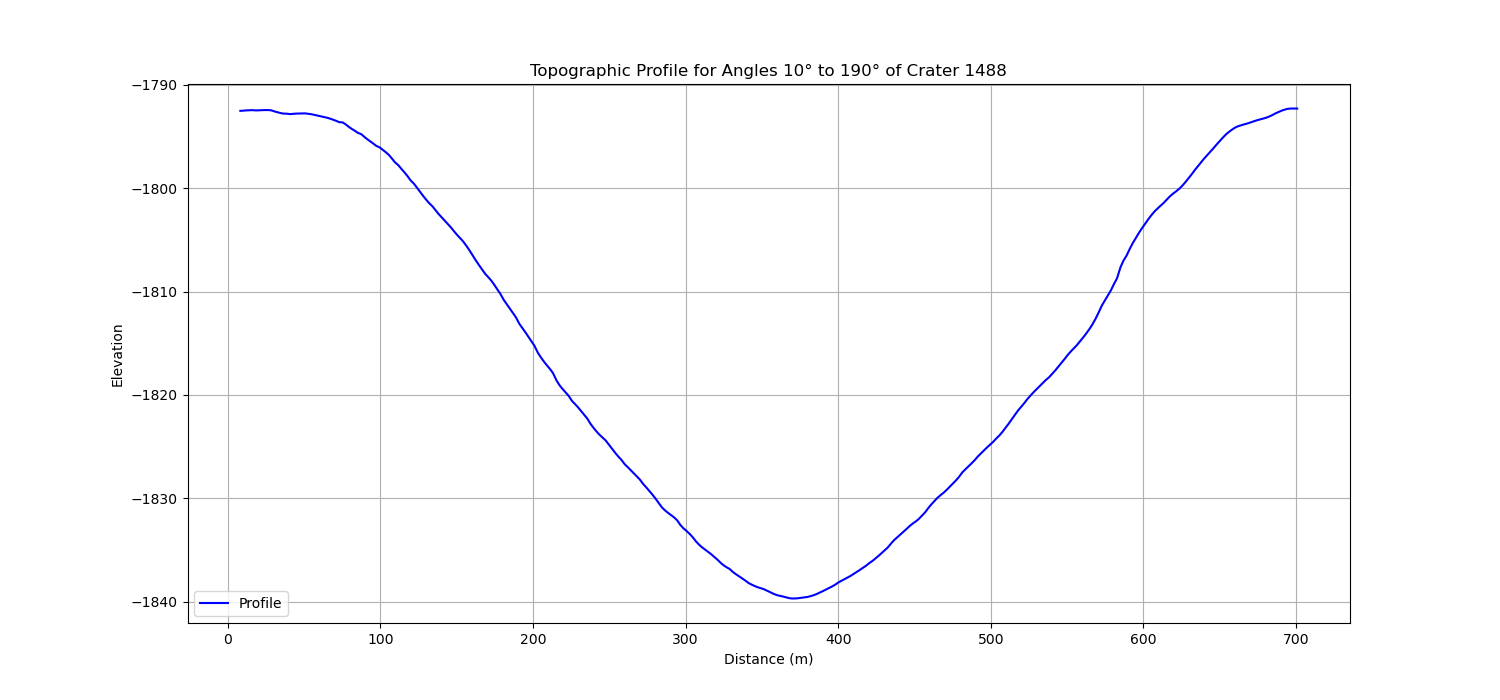 Topographic Profile for Angles 10° to 190° of Crater 1488
−1790
−1800
−1810
−1820
−1830
−1840
Elevation
Profile
0 100 200 300 400 500 600 700
Distance (m)